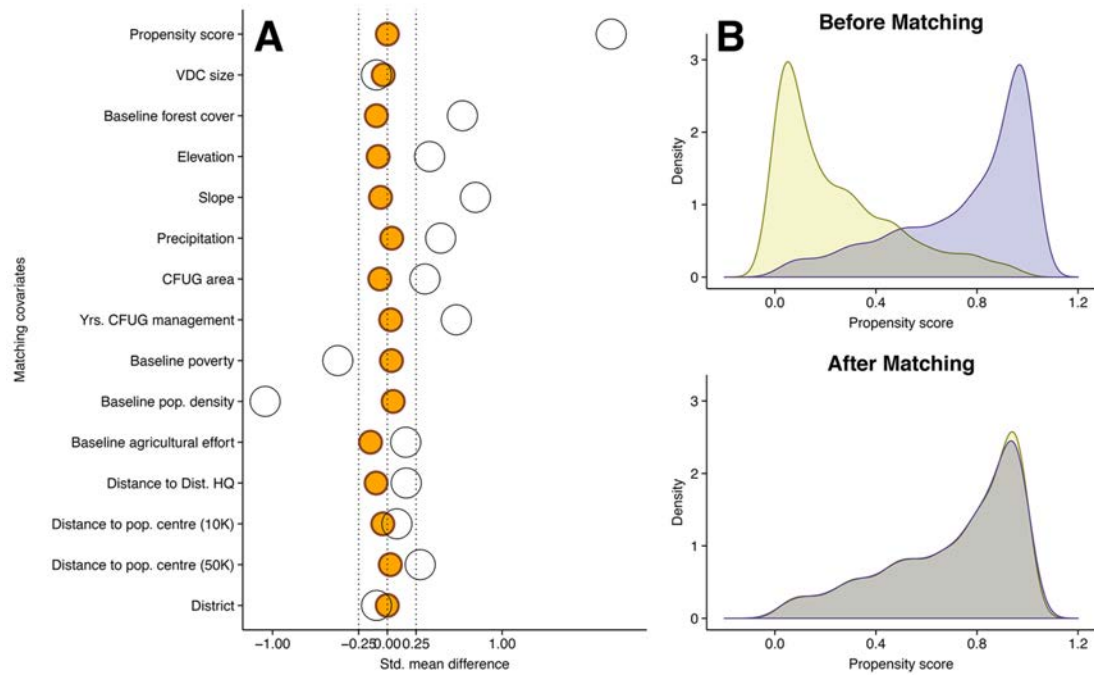 A
Matching covariates
Propensity score
VDC size
Baseline forest cover
Elevation
Slope
Precipitation
CFUG area
Yrs. CFUG management
Baseline poverty
Baseline pop. density
Baseline agricultural effort
Distance to Dist. HQ
Distance to pop. centre (10K)
Distance to pop. centre (50K)
District
−1.00 −0.25 0.00 0.25 1.00
Std. mean difference
B
Before Matching
Density
3
2
1
0
0.0 0.4 0.8 1.2
Propensity score
After Matching
Density
3
2
1
0
0.0 0.4 0.8 1.2
Propensity score